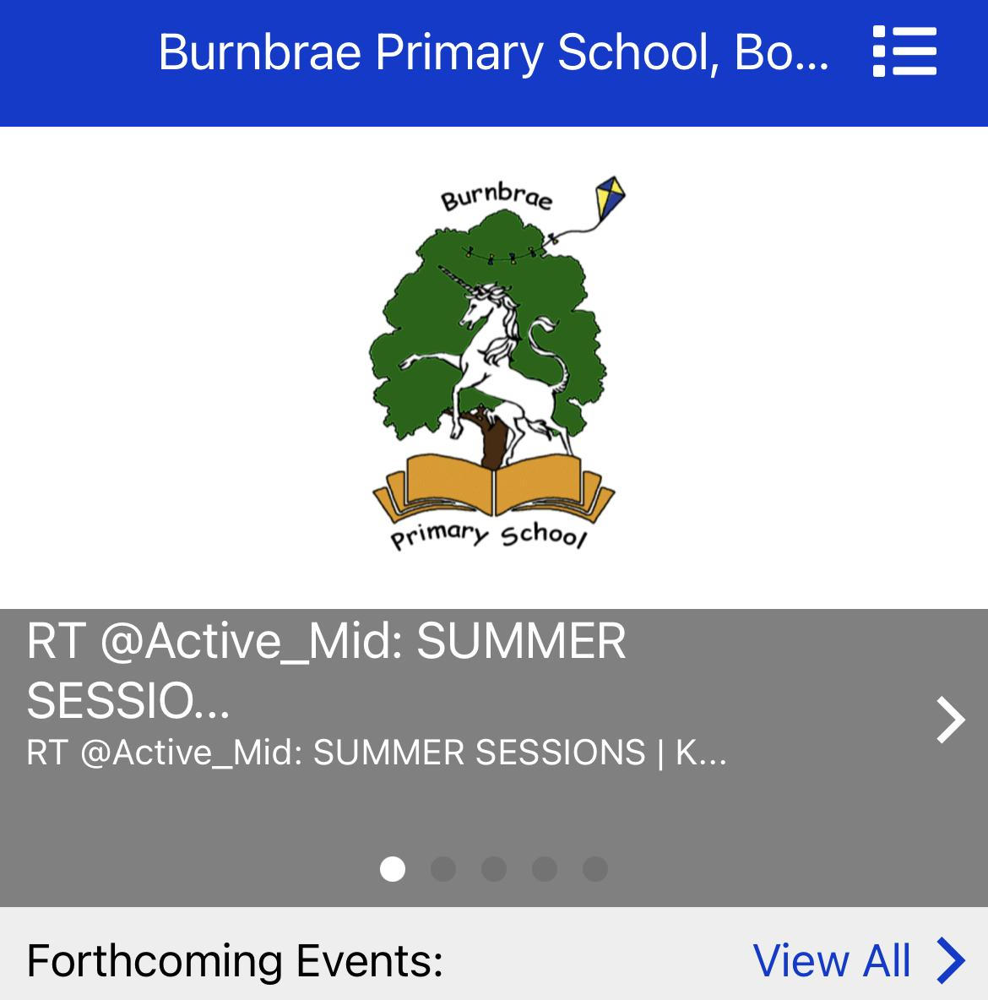 Burnbrae Primary School, Bo...
Burnbrae
Primary School
RT @Active_Mid: SUMMER
SESSIO...
RT @Active_Mid: SUMMER SESSIONS | K...
Forthcoming Events:
View All